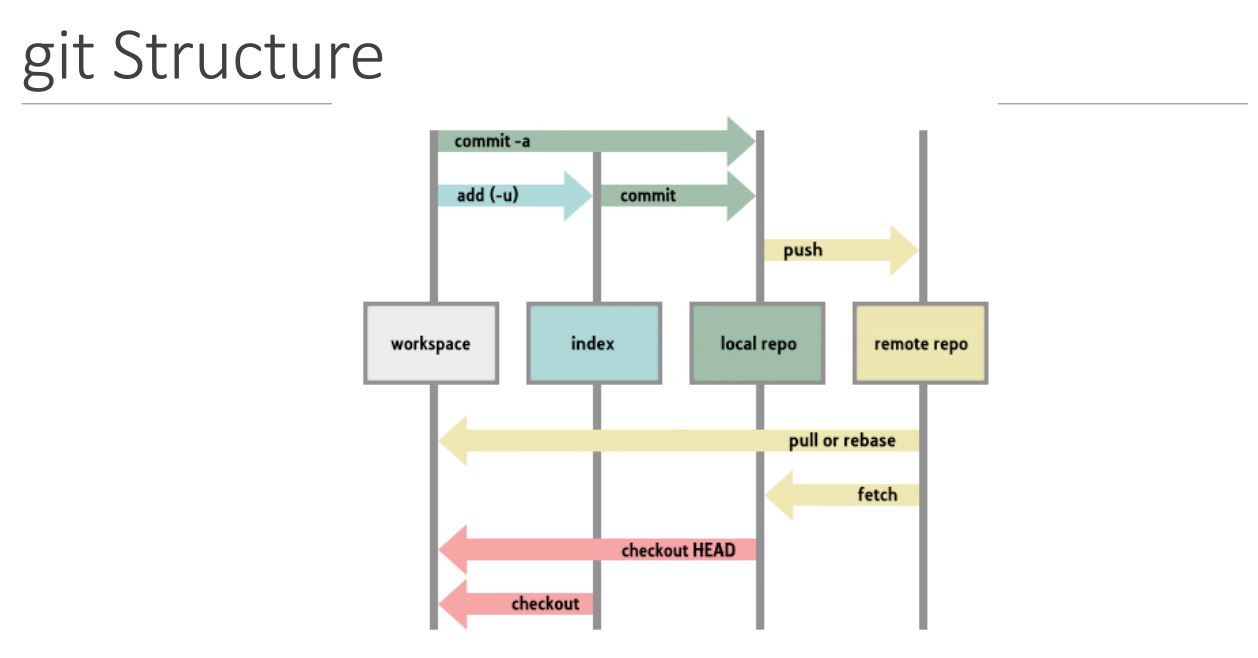 git Structure
commit -a
add (-u)
commit
push
workspace
index
local repo
remote repo
pull or rebase
fetch
checkout HEAD
checkout